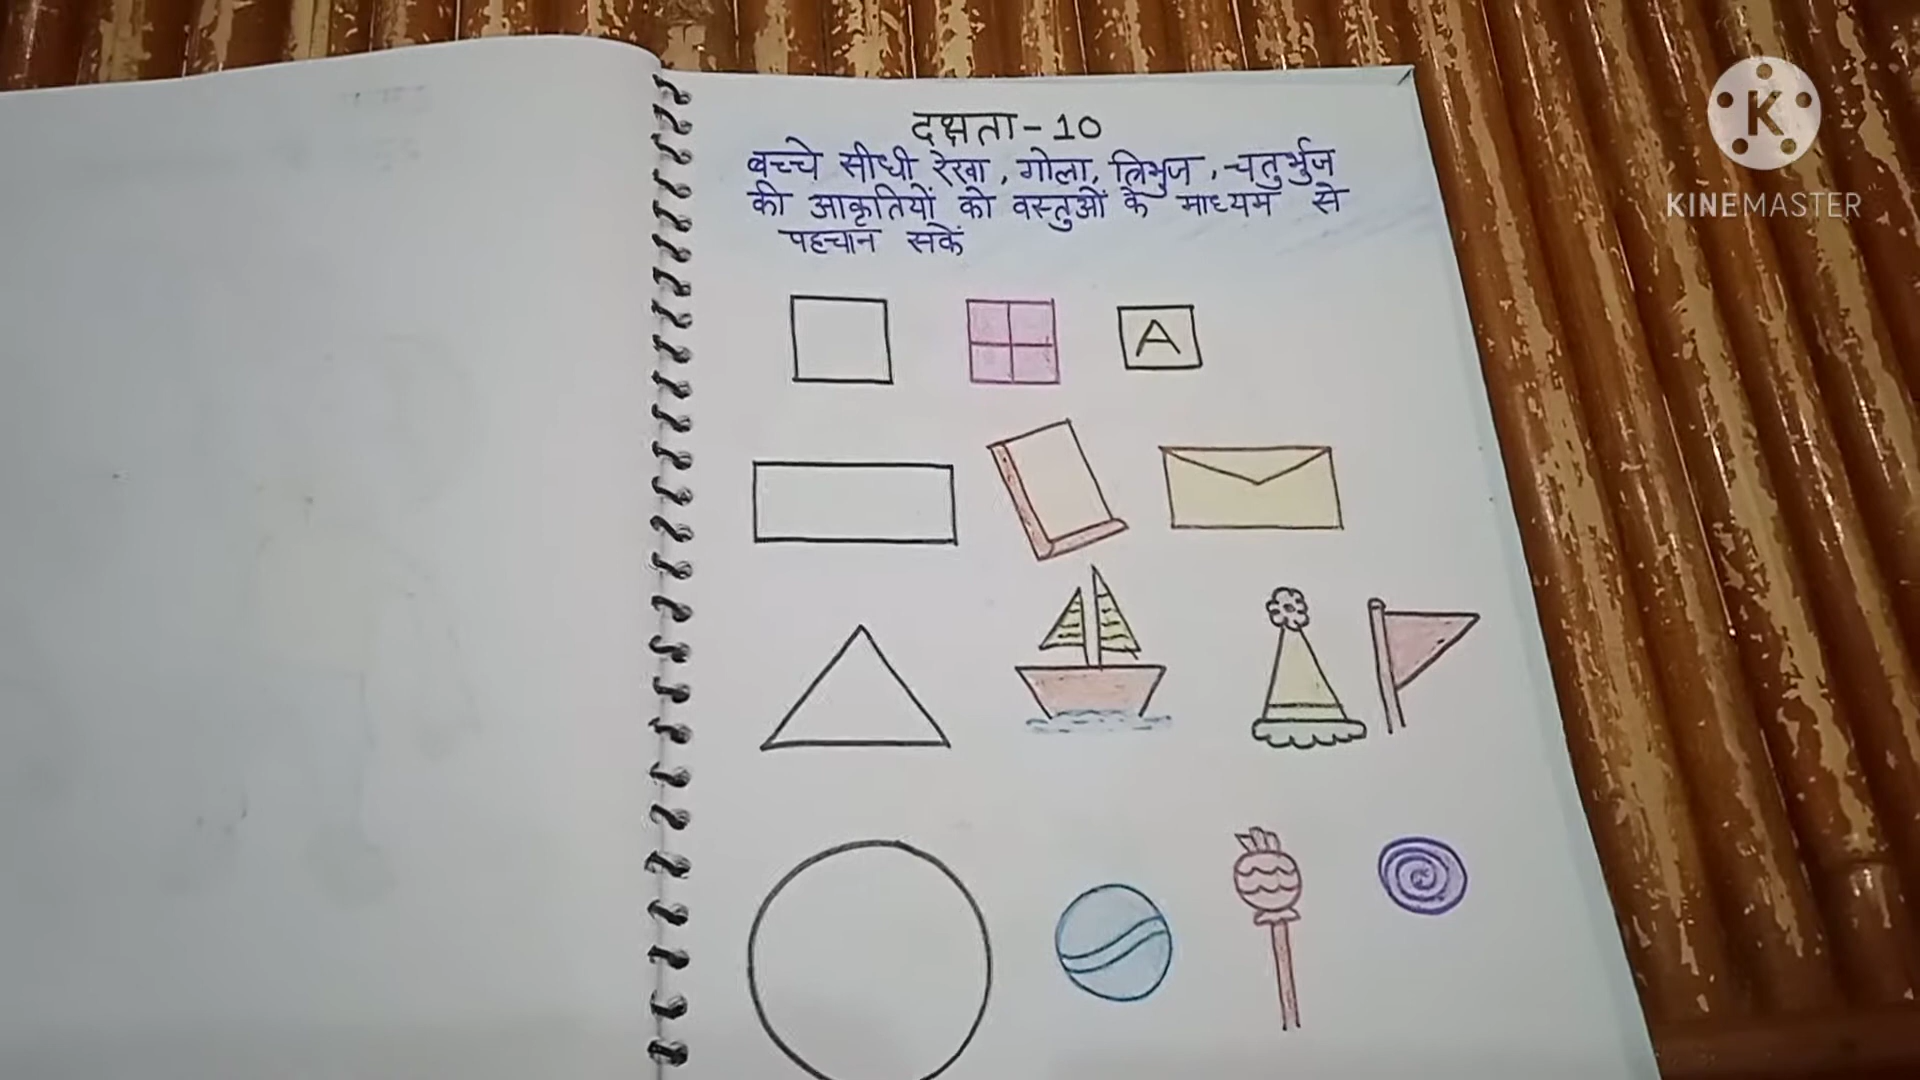 दक्षता-10
बच्चे सीधी रेखा, गोला, त्रिभुज, चतुर्भुज
की आकृतियों को वस्तुओं के माध्यम से
पहचान सकें
A
K
KINEMASTER